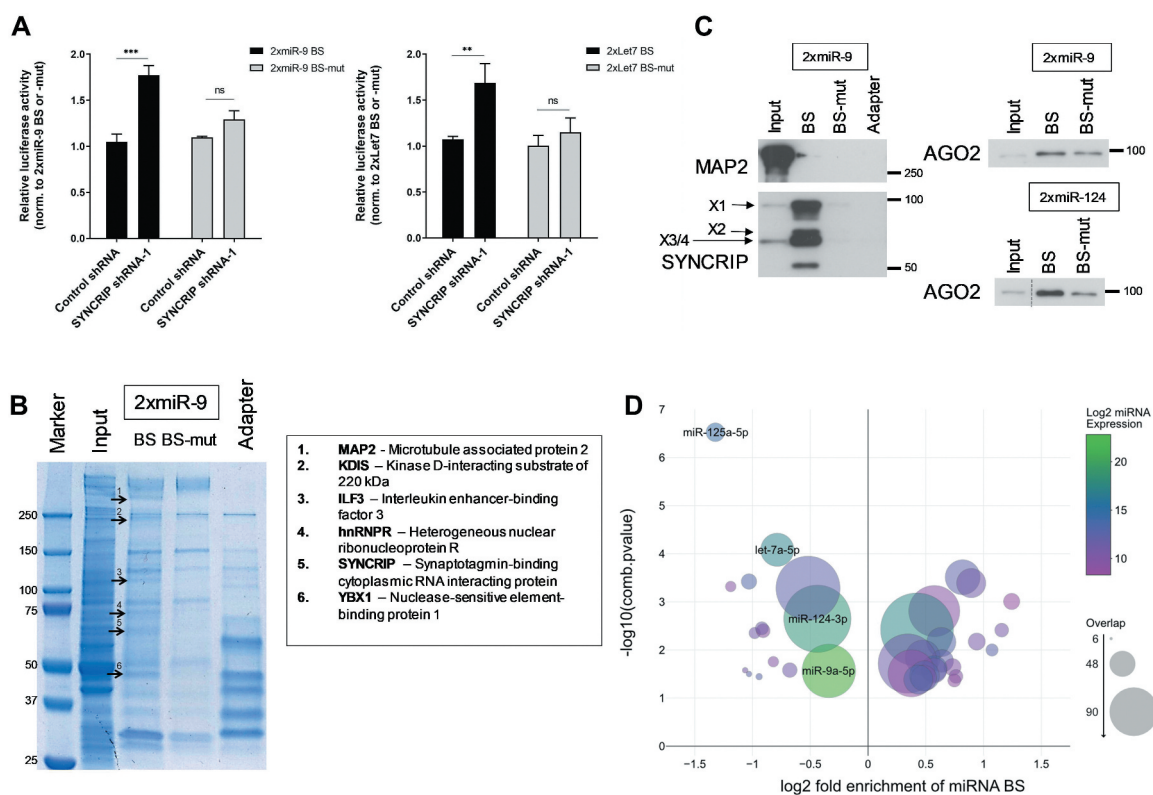 A
Relative luciferase activity
(norm. to 2xmiR-9 BS or -mut)
2.0
1.5
1.0
0.5
0.0
***
ns
2xmiR-9 BS
2xmiR-9 BS-mut
Control shRNA
SYNCRIP shRNA-1
Control shRNA
SYNCRIP shRNA-1
Relative luciferase activity
(norm. to 2xLet7 BS or -mut)
2.0
1.5
1.0
0.5
0.0
**
ns
2xLet7 BS
2xLet7 BS-mut
Control shRNA
SYNCRIP shRNA-1
Control shRNA
SYNCRIP shRNA-1
C
2xmiR-9
Input
BS
BS-mut
Adapter
MAP2
250
X1
X2
X3/4
SYNCRIP
100
50
2xmiR-9
Input
BS
BS-mut
AGO2
100
2xmiR-124
Input
BS
BS-mut
AGO2
100
B
Marker
Input
2xmiR-9
BS BS-mut
Adapter
250
150
100
75
50
37
25
1
2
3
4
5
6
1. MAP2 - Microtubule associated protein 2
2. KDIS – Kinase D-interacting substrate of
220 kDa
3. ILF3 – Interleukin enhancer-binding
factor 3
4. hnRNPR – Heterogeneous nuclear
ribonucleoprotein R
5. SYNCRIP – Synaptotagmin-binding
cytoplasmic RNA interacting protein
6. YBX1 – Nuclease-sensitive element-
binding protein 1
D
-log10(comb.pvalue)
7
6
5
4
3
2
1
0
miR-125a-5p
let-7a-5p
miR-124-3p
miR-9a-5p
−1.5
−1.0
−0.5
0
0.5
1.0
1.5
log2 fold enrichment of miRNA BS
Log2 miRNA
Expression
20
15
10
Overlap
6
48
90